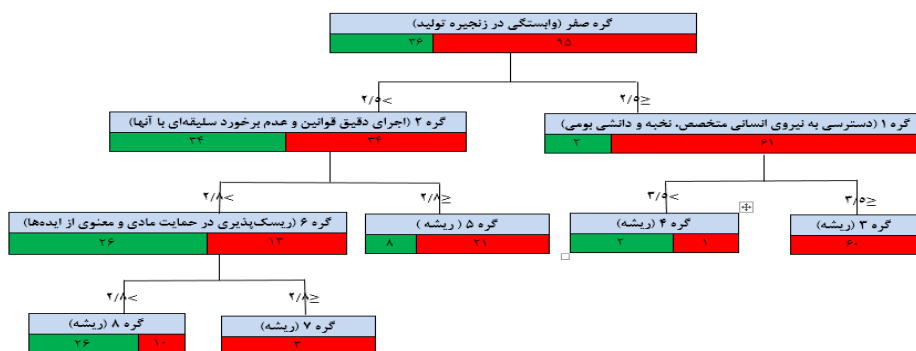 گره صفر (وابستگی در زنجیره تولید)
۳۶ ۹۵
۲/۵> ۲/۵≤
گره ۲ (اجرای دقیق قوانین و عدم برخورد سلیقه‌ای با آنها)
۳۴ ۳۴
گره ۱ (دسترسی به نیروی انسانی متخصص، نخبه و دانشی بومی)
۲ ۶۱
۲/۸> ۲/۸≤
۳/۵> ۳/۵≤
گره ۶ (ریسک‌پذیری در حمایت مادی و معنوی از ایده‌ها)
۲۶ ۱۳
گره ۵ (ریشه )
۸ ۲۱
گره ۴ (ریشه)
۲ ۱
گره ۳ (ریشه)
۶۰
۲/۸> ۲/۸≤
گره ۸ (ریشه)
۲۶ ۱۰
گره ۷ (ریشه)
۳